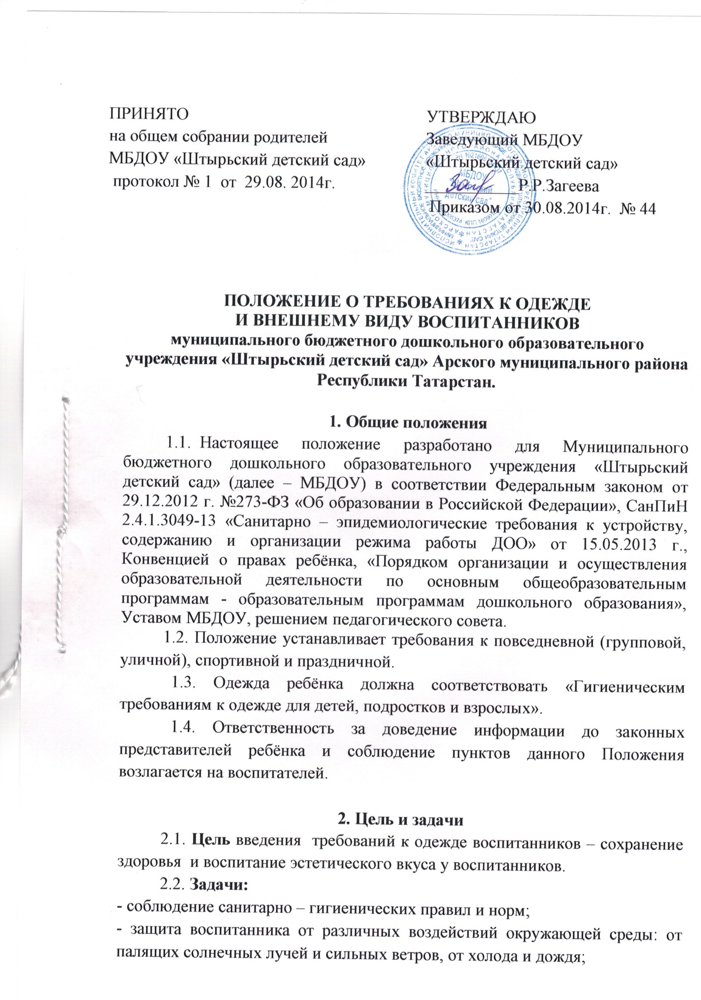 ПРИНЯТО
на общем собрании родителей
МБДОУ «Штырьский детский сад»
протокол № 1 от 29.08. 2014г.
УТВЕРЖДАЮ
Заведующий МБДОУ
«Штырьский детский сад»
Р.Р.Загеева
Приказом от 30.08.2014г. № 44
МБДОУ
детский сад"
ПОЛОЖЕНИЕ О ТРЕБОВАНИЯХ К ОДЕЖДЕ
И ВНЕШНЕМУ ВИДУ ВОСПИТАННИКОВ
муниципального бюджетного дошкольного образовательного
учреждения «Штырьский детский сад» Арского муниципального района
Республики Татарстан.
1. Общие положения
1.1. Настоящее положение разработано для Муниципального
бюджетного дошкольного образовательного учреждения «Штырьский
детский сад» (далее – МБДОУ) в соответствии Федеральным законом от
29.12.2012 г. №273-ФЗ «Об образовании в Российской Федерации», СанПиН
2.4.1.3049-13 «Санитарно – эпидемиологические требования к устройству,
содержанию и организации режима работы ДОО» от 15.05.2013 г.,
Конвенцией о правах ребёнка, «Порядком организации и осуществления
образовательной деятельности по основным общеобразовательным
программам - образовательным программам дошкольного образования»,
Уставом МБДОУ, решением педагогического совета.
1.2. Положение устанавливает требования к повседневной (групповой,
уличной), спортивной и праздничной.
1.3. Одежда ребёнка должна соответствовать «Гигиеническим
требованиям к одежде для детей, подростков и взрослых».
1.4. Ответственность за доведение информации до законных
представителей ребёнка и соблюдение пунктов данного Положения
возлагается на воспитателей.
2. Цель и задачи
2.1. Цель введения требований к одежде воспитанников – сохранение
здоровья и воспитание эстетического вкуса у воспитанников.
2.2. Задачи:
- соблюдение санитарно – гигиенических правил и норм;
- защита воспитанника от различных воздействий окружающей среды: от
палящих солнечных лучей и сильных ветров, от холода и дождя;